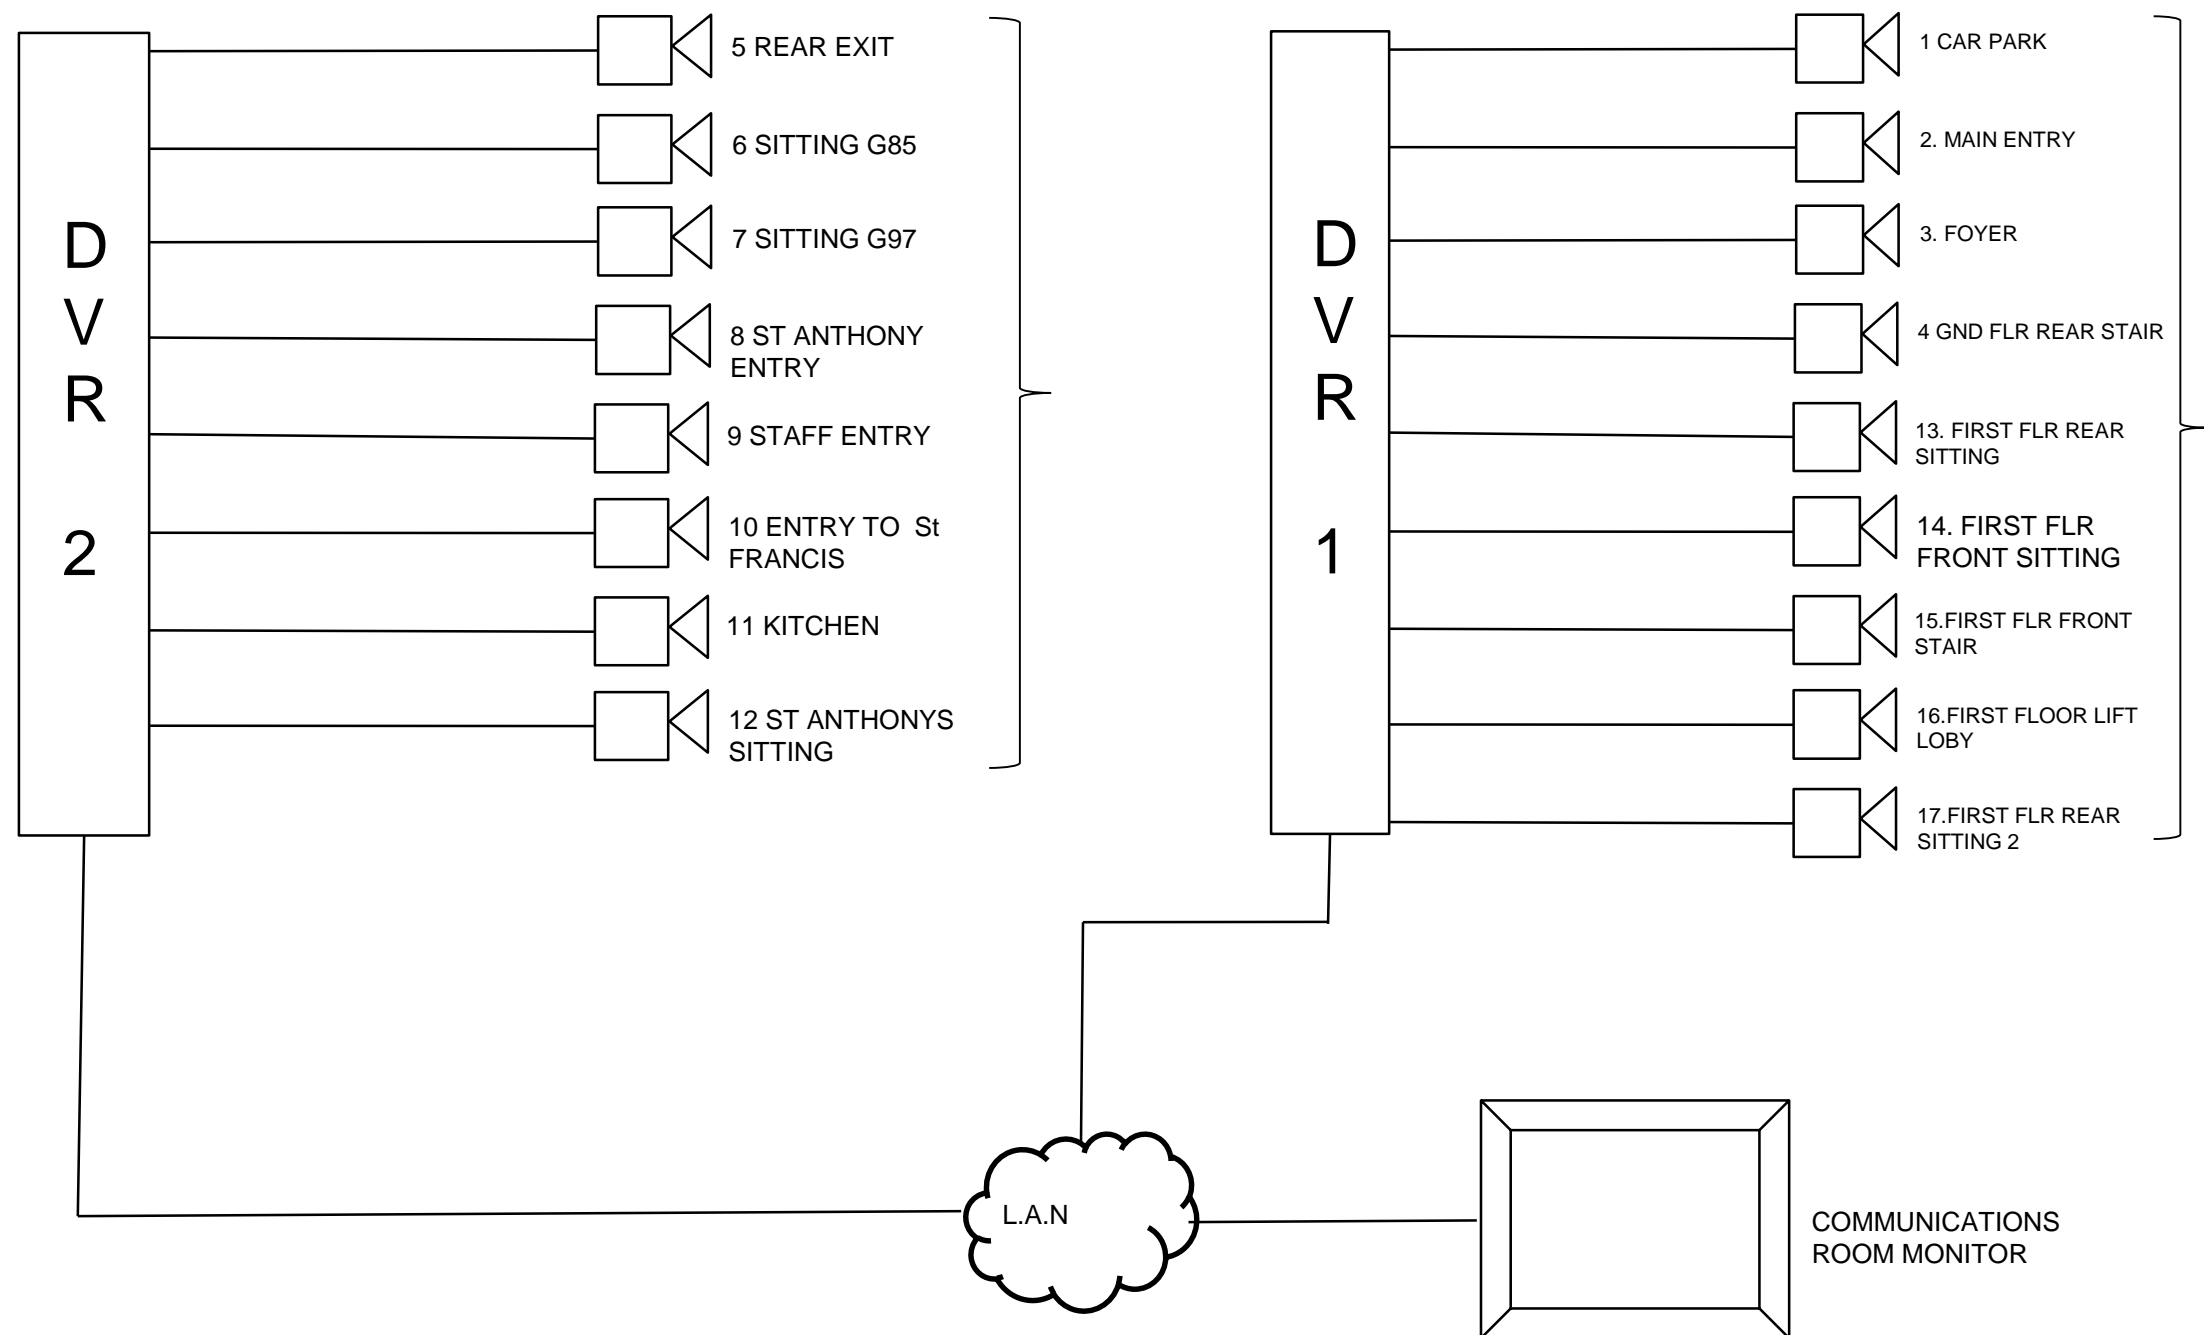 D
V
R
2
5 REAR EXIT
6 SITTING G85
7 SITTING G97
8 ST ANTHONY
ENTRY
9 STAFF ENTRY
10 ENTRY TO  St
FRANCIS
11 KITCHEN
12 ST ANTHONYS
SITTING
D
V
R
1
1 CAR PARK
2. MAIN ENTRY
3. FOYER
4 GND FLR REAR STAIR
13. FIRST FLR REAR
SITTING
14. FIRST FLR
FRONT SITTING
15.FIRST FLR FRONT
STAIR
16.FIRST FLOOR LIFT
LOBY
17.FIRST FLR REAR
SITTING 2
L.A.N
COMMUNICATIONS
ROOM MONITOR